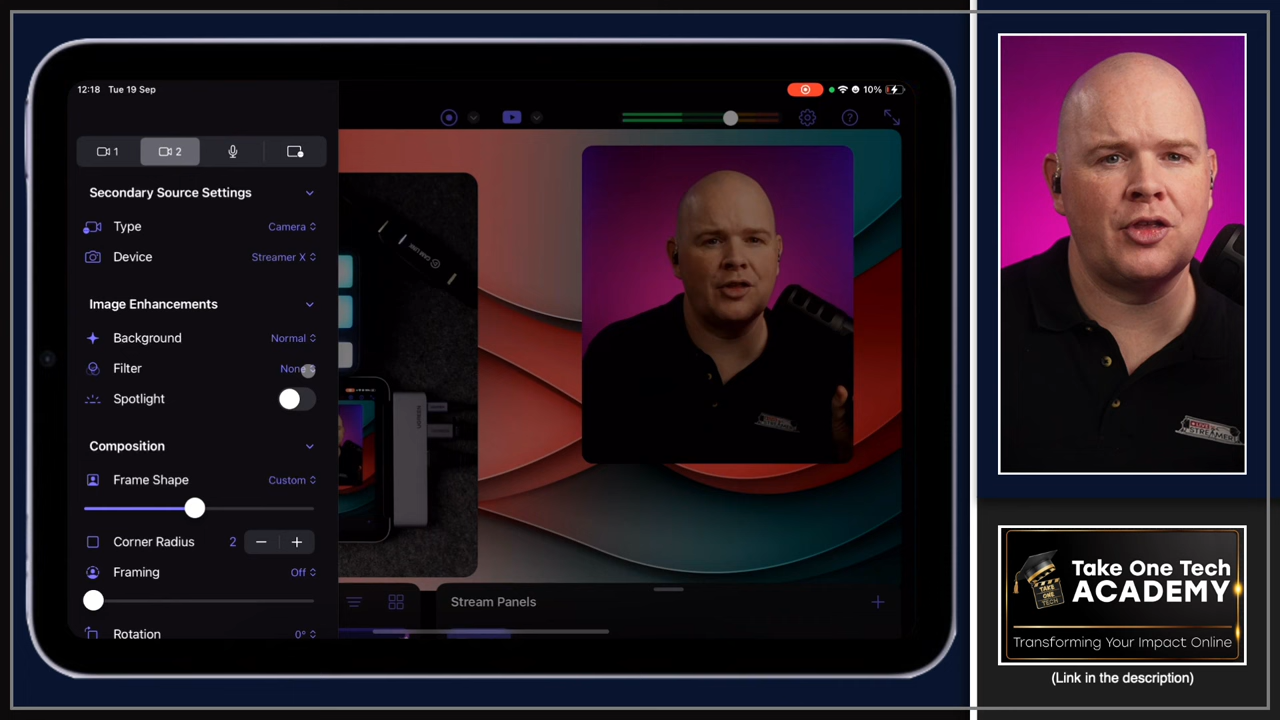 12:18 Tue 19 Sep
10%
1
2
Secondary Source Settings
Type
Camera
Device
Streamer X
Image Enhancements
Background
Normal
Filter
None
Spotlight
Composition
Frame Shape
Custom
Corner Radius
2
Framing
Off
Rotation
0°
Stream Panels
Take One Tech
ACADEMY
Transforming Your Impact Online
(Link in the description)